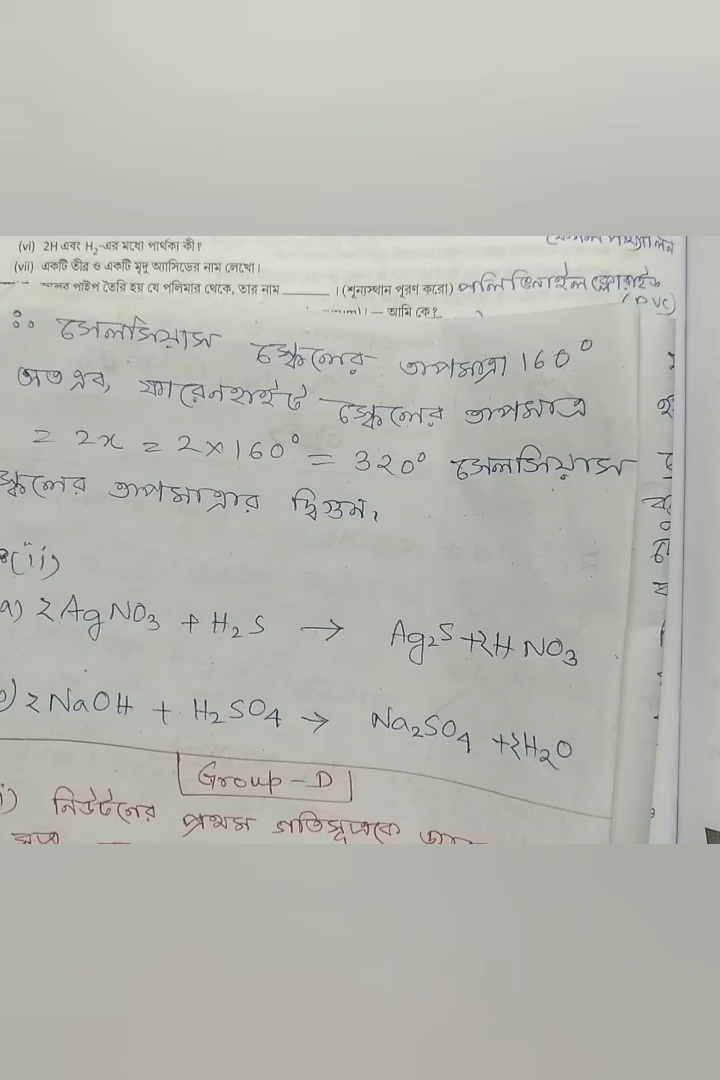 (vi) 2H এবং H₂-এর মধ্যে পার্থক্য কী?
(vii) একটি তীব্র ও একটি মৃদু অ্যাসিডের নাম লেখো।
পাইপ তৈরি হয় যে পলিমার থেকে, তার নাম ______ । (শূন্যস্থান পূরণ করো) পলিভিনাইল ক্লোরাইড
(PVC)
— আমি কে?
∴ সেলসিয়াস স্কেলের তাপমাত্রা 160°
অতএব, ফারেনহাইট স্কেলের তাপমাত্রা
= 2x = 2×160° = 320° সেলসিয়াস
স্কেলের তাপমাত্রার দ্বিগুন।
(ii)
a) 2AgNO₃ + H₂S → Ag₂S + 2HNO₃
2NaOH + H₂SO₄ → Na₂SO₄ + 2H₂O
Group-D
i) নিউটনের প্রথম গতিসূত্রকে